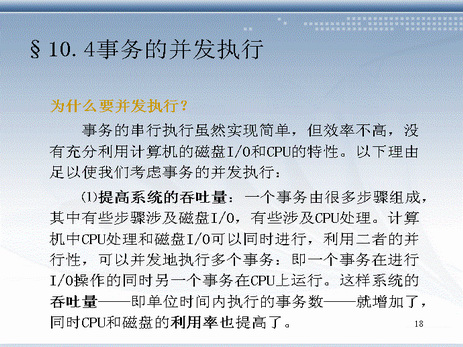 §10.4事务的并发执行
为什么要并发执行?
事务的串行执行虽然实现简单，但效率不高，没
有充分利用计算机的磁盘I/O和CPU的特性。以下理由
足以使我们考虑事务的并发执行：
⑴提高系统的吞吐量：一个事务由很多步骤组成，
其中有些步骤涉及磁盘I/O，有些涉及CPU处理。计算
机中CPU处理和磁盘I/O可以同时进行，利用二者的并
行性，可以并发地执行多个事务：即一个事务在进行
I/O操作的同时另一个事务在CPU上运行。这样系统的
吞吐量——即单位时间内执行的事务数——就增加了，
同时CPU和磁盘的利用率也提高了。
18